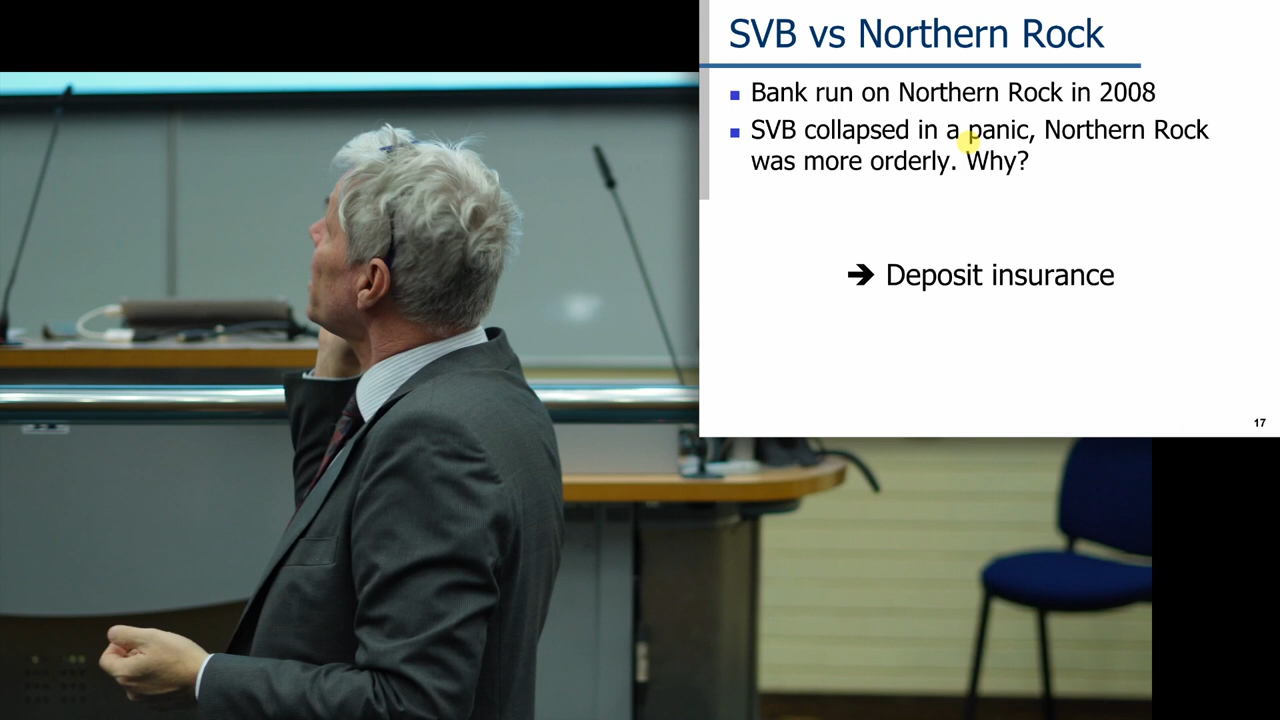 SVB vs Northern Rock
Bank run on Northern Rock in 2008
SVB collapsed in a panic, Northern Rock
was more orderly. Why?
➔ Deposit insurance
17